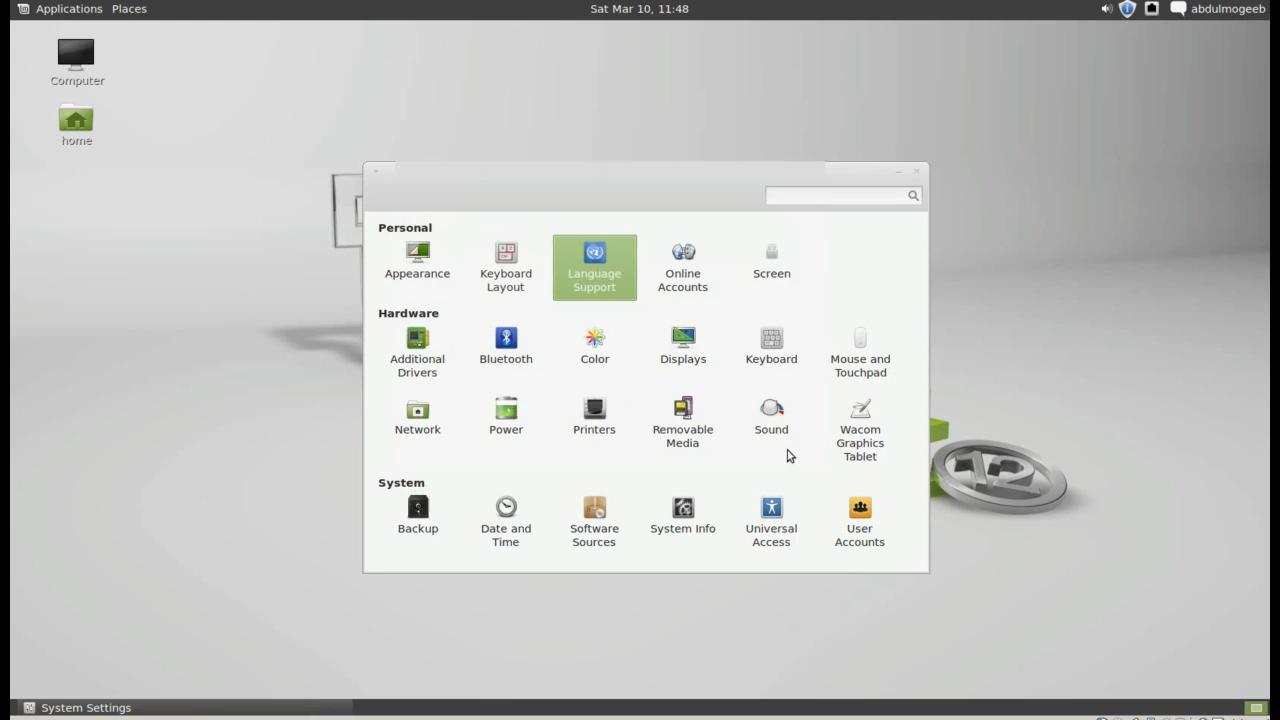 Applications Places Sat Mar 10, 11:48 abdulmogeeb
Computer
home
Personal
Appearance
Keyboard
Layout
Language
Support
Online
Accounts
Screen
Hardware
Additional
Drivers
Bluetooth
Color
Displays
Keyboard
Mouse and
Touchpad
Network
Power
Printers
Removable
Media
Sound
Wacom
Graphics
Tablet
System
Backup
Date and
Time
Software
Sources
System Info
Universal
Access
User
Accounts
12
System Settings